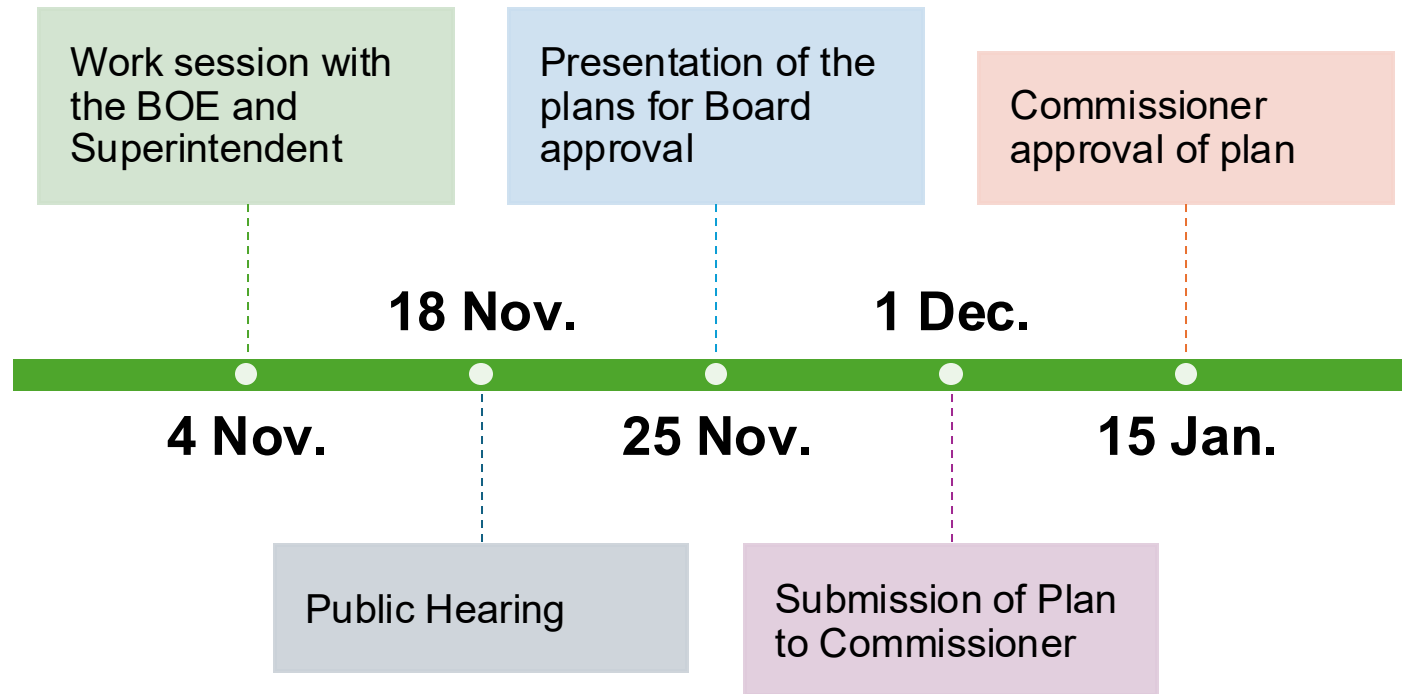 Work session with
the BOE and
Superintendent
Presentation of the
plans for Board
approval
Commissioner
approval of plan
18 Nov.
1 Dec.
4 Nov.
25 Nov.
15 Jan.
Public Hearing
Submission of Plan
to Commissioner